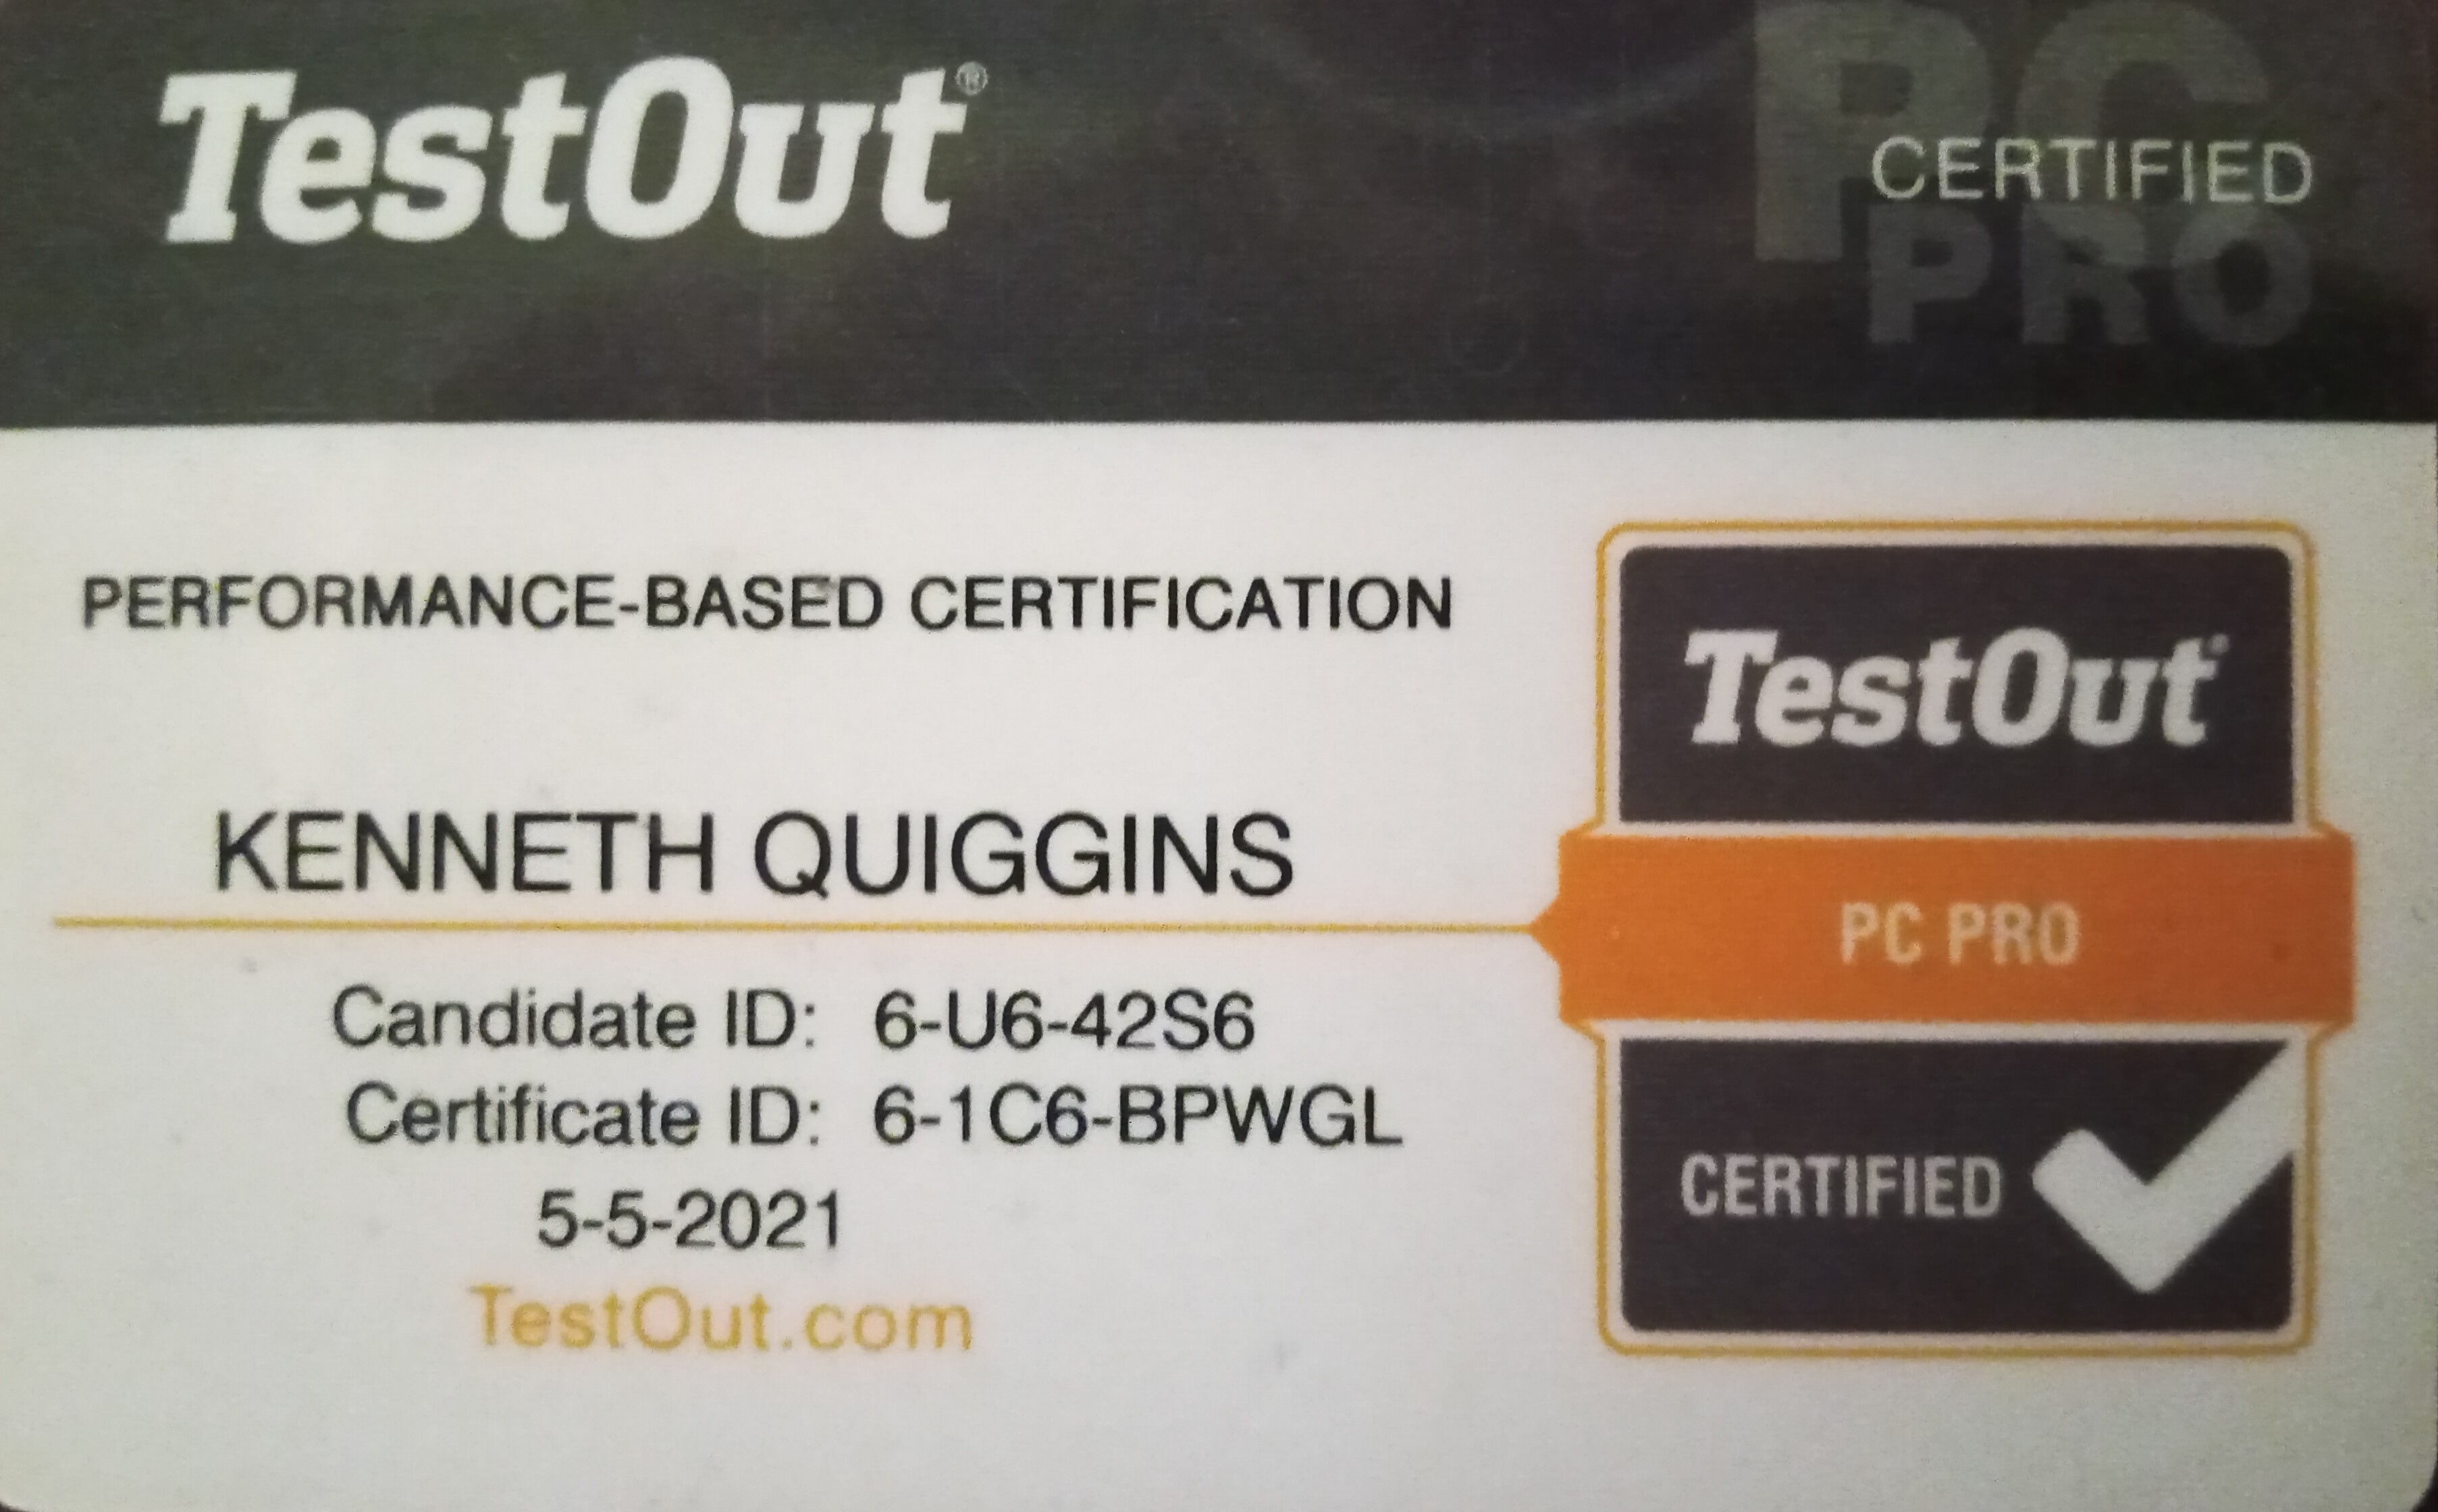 TestOut®
PC
CERTIFIED
PRO
PERFORMANCE-BASED CERTIFICATION
KENNETH QUIGGINS
Candidate ID: 6-U6-42S6
Certificate ID: 6-1C6-BPWGL
5-5-2021
TestOut.com
TestOut®
PC PRO
CERTIFIED